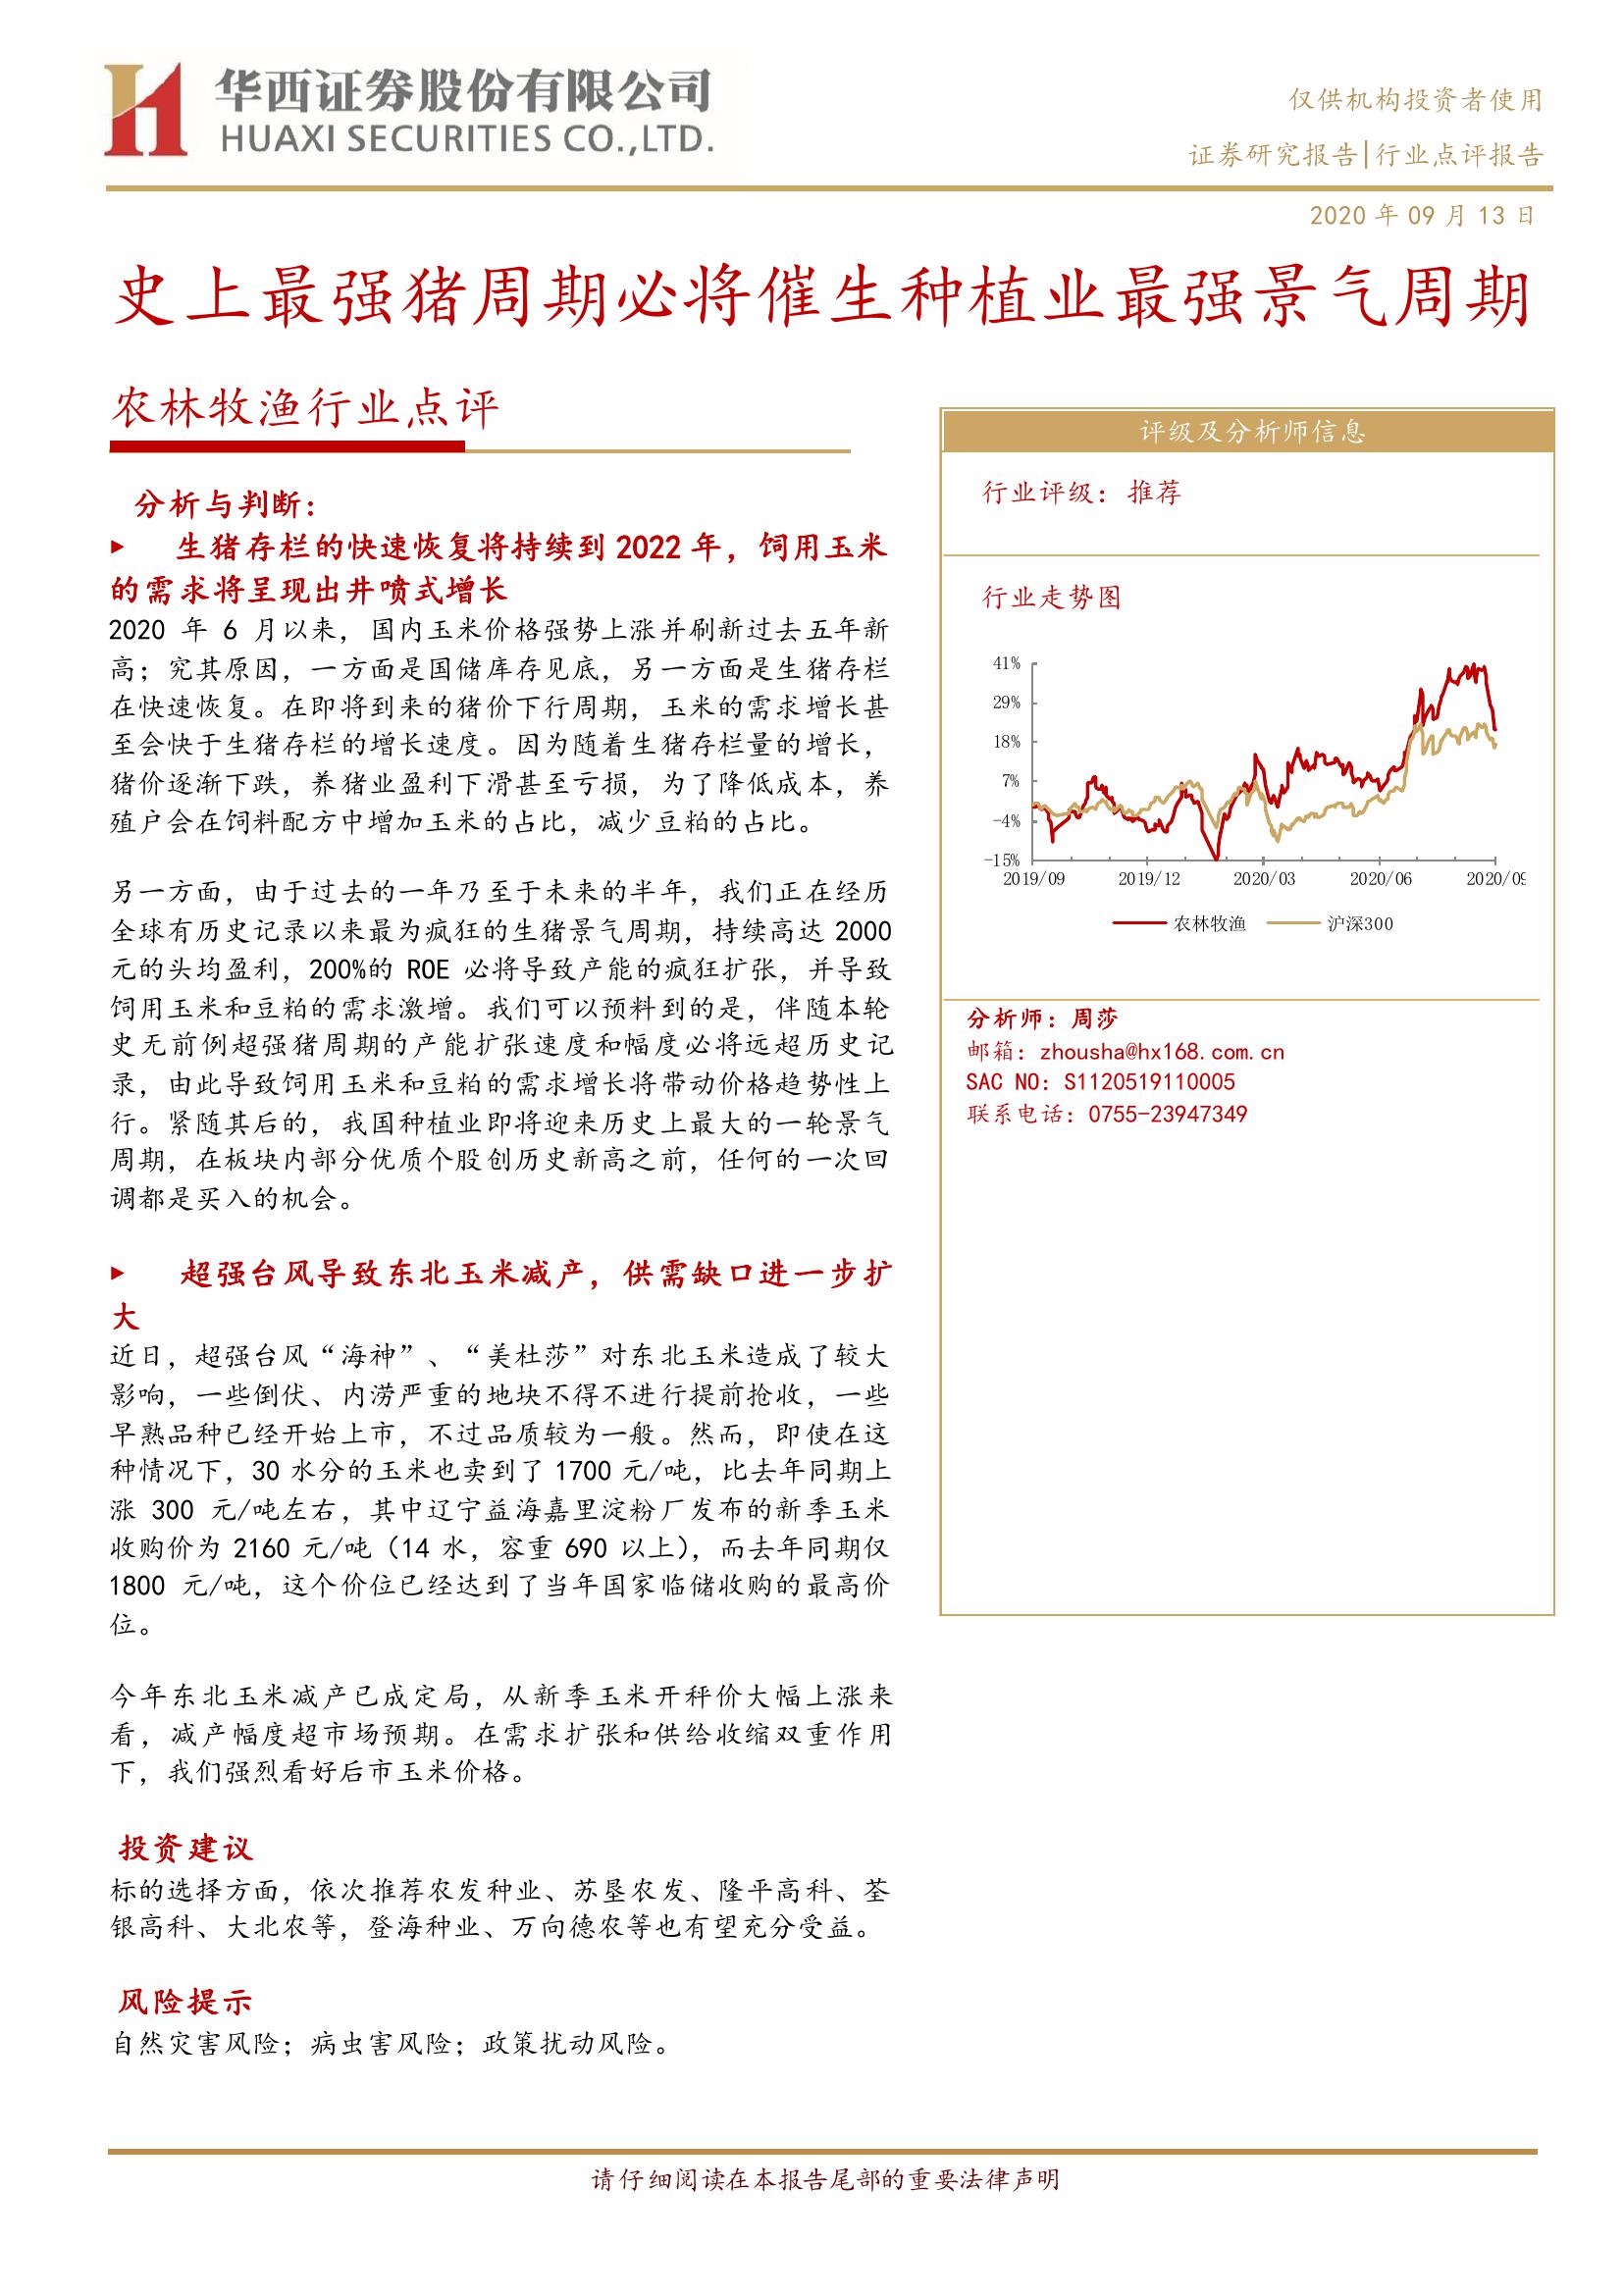 华西证券股份有限公司
HUAXI SECURITIES CO.,LTD.
仅供机构投资者使用
证券研究报告|行业点评报告
2020 年 09 月 13 日
史上最强猪周期必将催生种植业最强景气周期
农林牧渔行业点评
分析与判断：
▶ 生猪存栏的快速恢复将持续到 2022 年，饲用玉米
的需求将呈现出井喷式增长
2020 年 6 月以来，国内玉米价格强势上涨并刷新过去五年新
高；究其原因，一方面是国储库存见底，另一方面是生猪存栏
在快速恢复。在即将到来的猪价下行周期，玉米的需求增长甚
至会快于生猪存栏的增长速度。因为随着生猪存栏量的增长，
猪价逐渐下跌，养猪业盈利下滑甚至亏损，为了降低成本，养
殖户会在饲料配方中增加玉米的占比，减少豆粕的占比。
另一方面，由于过去的一年乃至于未来的半年，我们正在经历
全球有历史记录以来最为疯狂的生猪景气周期，持续高达 2000
元的头均盈利，200%的 ROE 必将导致产能的疯狂扩张，并导致
饲用玉米和豆粕的需求激增。我们可以预料到的是，伴随本轮
史无前例超强猪周期的产能扩张速度和幅度必将远超历史记
录，由此导致饲用玉米和豆粕的需求增长将带动价格趋势性上
行。紧随其后的，我国种植业即将迎来历史上最大的一轮景气
周期，在板块内部分优质个股创历史新高之前，任何的一次回
调都是买入的机会。
▶ 超强台风导致东北玉米减产，供需缺口进一步扩
大
近日，超强台风“海神”、“美杜莎”对东北玉米造成了较大
影响，一些倒伏、内涝严重的地块不得不进行提前抢收，一些
早熟品种已经开始上市，不过品质较为一般。然而，即使在这
种情况下，30 水分的玉米也卖到了 1700 元/吨，比去年同期上
涨 300 元/吨左右，其中辽宁益海嘉里淀粉厂发布的新季玉米
收购价为 2160 元/吨（14 水，容重 690 以上），而去年同期仅
1800 元/吨，这个价位已经达到了当年国家临储收购的最高价
位。
今年东北玉米减产已成定局，从新季玉米开秤价大幅上涨来
看，减产幅度超市场预期。在需求扩张和供给收缩双重作用
下，我们强烈看好后市玉米价格。
投资建议
标的选择方面，依次推荐农发种业、苏垦农发、隆平高科、荃
银高科、大北农等，登海种业、万向德农等也有望充分受益。
风险提示
自然灾害风险；病虫害风险；政策扰动风险。
评级及分析师信息
行业评级：推荐
行业走势图
41%
29%
18%
7%
-4%
-15%
2019/09 2019/12 2020/03 2020/06 2020/09
农林牧渔 沪深300
分析师：周莎
邮箱：zhousha@hx168.com.cn
SAC NO：S1120519110005
联系电话：0755-23947349
请仔细阅读在本报告尾部的重要法律声明